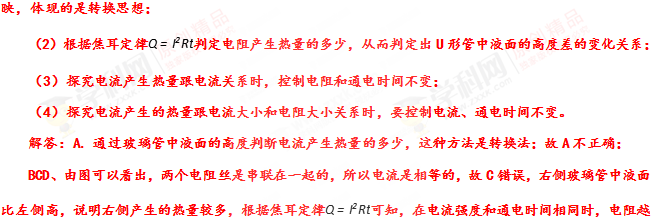 映，体现的是转换思想；
（2）根据焦耳定律Q = I²Rt判定电阻产生热量的多少，从而判定出 U 形管中液面的高度差的变化关系；
（3）探究电流产生热量跟电流关系时，控制电阻和通电时间不变；
（4）探究电流产生的热量跟电流大小和电阻大小关系时，要控制电流、通电时间不变。
解答：A. 通过玻璃管中液面的高度判断电流产生热量的多少，这种方法是转换法；故 A 不正确；
BCD、由图可以看出，两个电阻丝是串联在一起的，所以电流是相等的，故 C 错误，右侧玻璃管中液面
比左侧高，说明右侧产生的热量较多，根据焦耳定律Q = I²Rt可知，在电流强度和通电时间相同时，电阻越